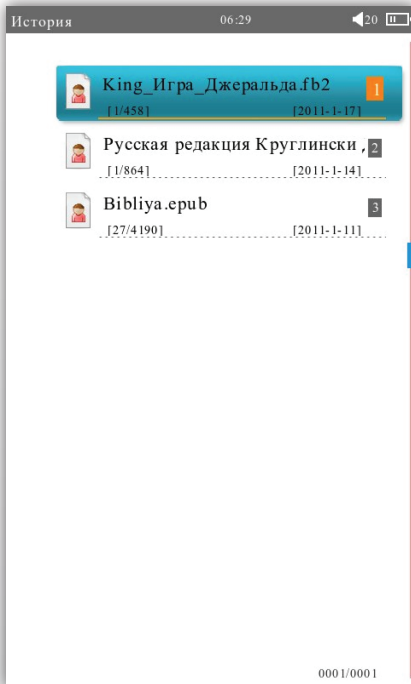 История 06:29 20
King_Игра_Джеральда.fb2 1
[1/458] [2011-1-17]
Русская редакция Круглински , 2
[1/864] [2011-1-14]
Bibliya.epub 3
[27/4190] [2011-1-11]
0001/0001